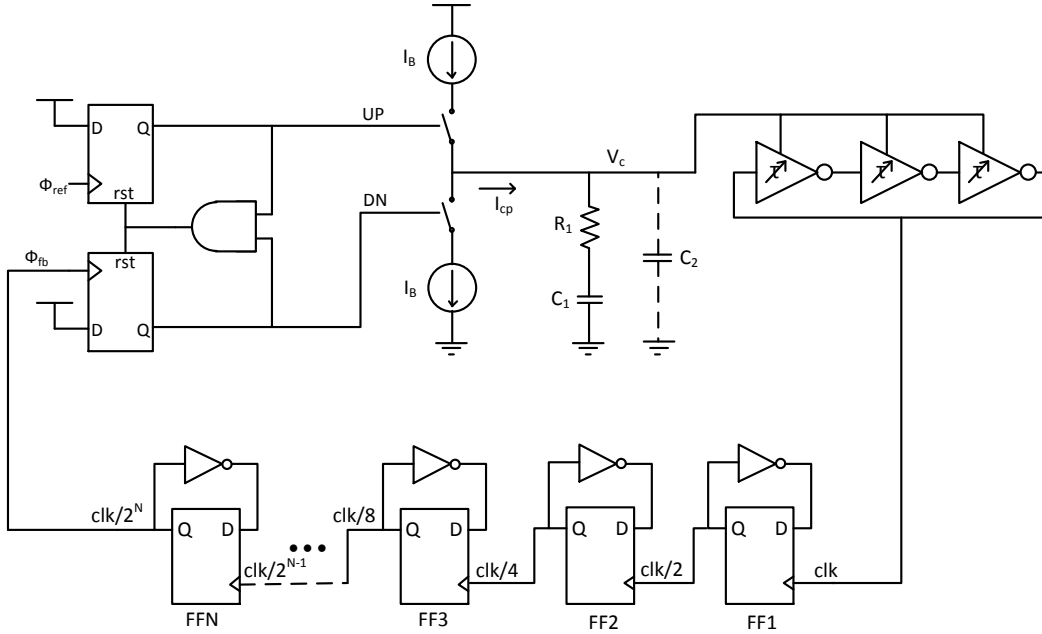 I_B
UP
D Q
Φ_ref
rst
V_c
τ τ τ
I_cp
DN
R_1
C_2
Φ_fb
rst
I_B
C_1
D Q
clk/2^N
Q D
clk/2^{N-1}
FFN
•••
clk/8
Q D
FF3
clk/4
Q D
FF2
clk/2
Q D
FF1
clk